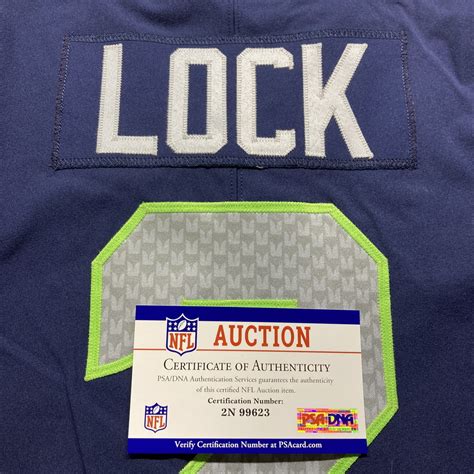 LOCK
NFL
AUCTION
CERTIFICATE OF AUTHENTICITY
PSA/DNA Authentication Services guarantees the authenticity
of this certified NFL Auction item.
Certification Number:
2N 99623
NFL
PSA/DNA
Verify Certification Number at PSAcard.com